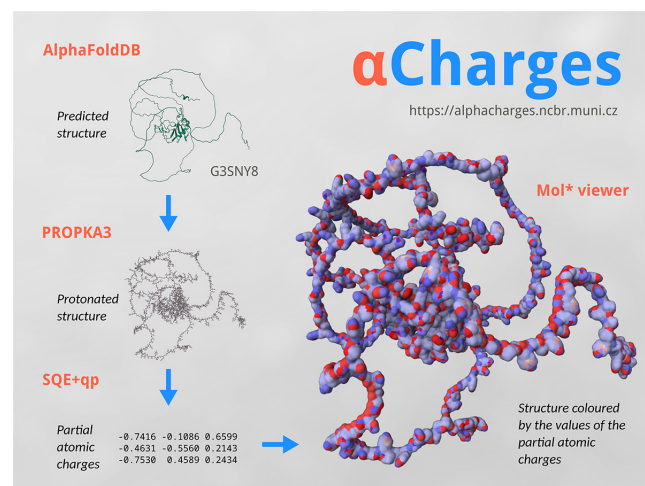 AlphaFoldDB
αCharges
https://alphacharges.ncbr.muni.cz
Predicted
structure
G3SNY8
Mol* viewer
PROPKA3
Protonated
structure
SQE+qp
Partial
atomic
charges
-0.7416 -0.1086 0.6599
-0.4631 -0.5560 0.2143
-0.7530 0.4589 0.2434
Structure coloured
by the values of the
partial atomic
charges